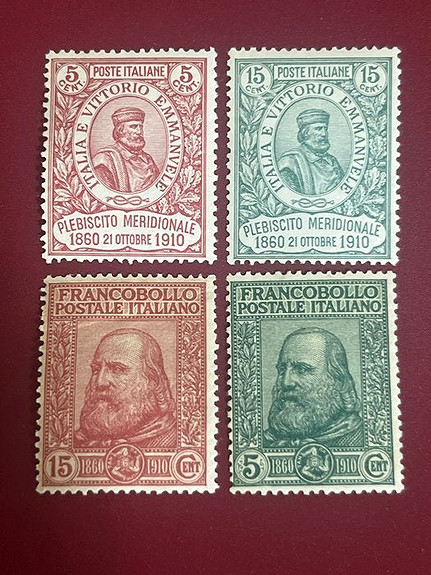 POSTE ITALIANE
5 CENT 5 CENT
ITALIA E VITTORIO EMMANUELE
PLEBISCITO MERIDIONALE
1860 21 OTTOBRE 1910
POSTE ITALIANE
15 CENT 15 CENT
ITALIA E VITTORIO EMMANUELE
PLEBISCITO MERIDIONALE
1860 21 OTTOBRE 1910
FRANCOBOLLO
POSTALE ITALIANO
15 1860 1910 CENT
FRANCOBOLLO
POSTALE ITALIANO
5 1860 1910 CENT